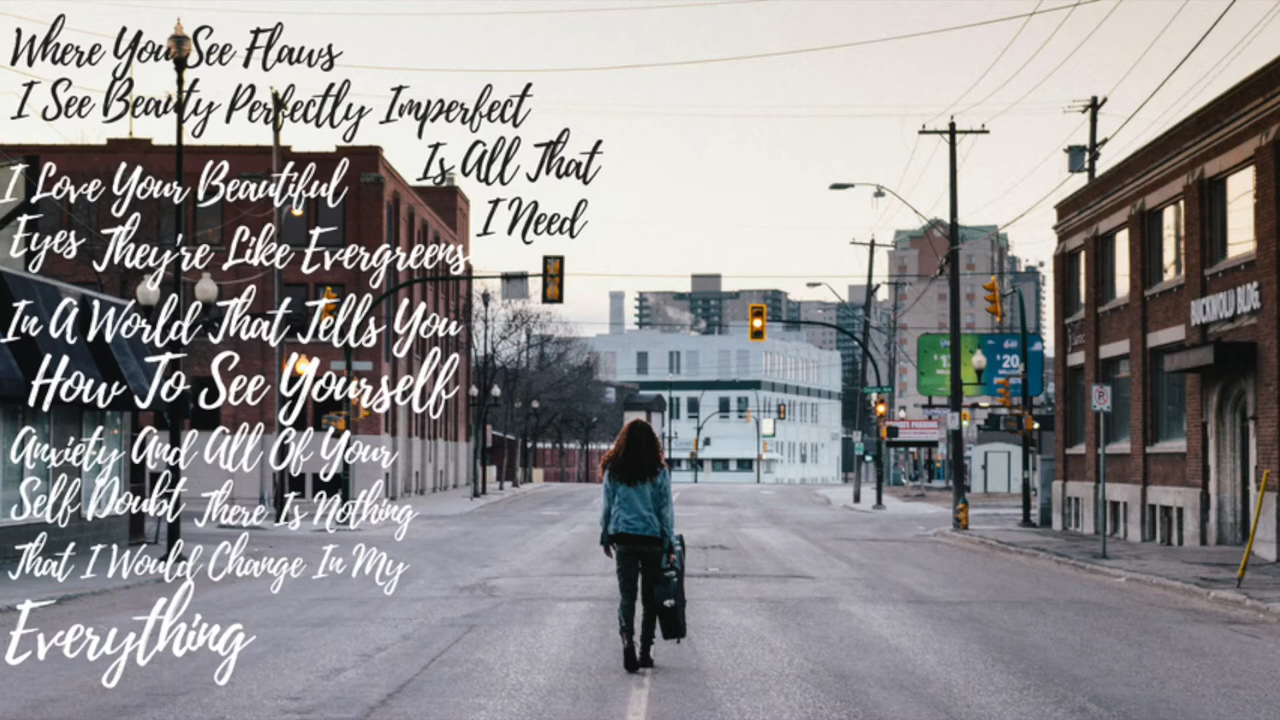 Where You See Flaws
I See Beauty Perfectly Imperfect
Is All That
I Need
I Love Your Beautiful
Eyes They're Like Evergreens
In A World That Tells You
How To See Yourself
Anxiety And All Of Your
Self Doubt There Is Nothing
That I Would Change In My
Everything
BUCKWOLD BLDG.
20